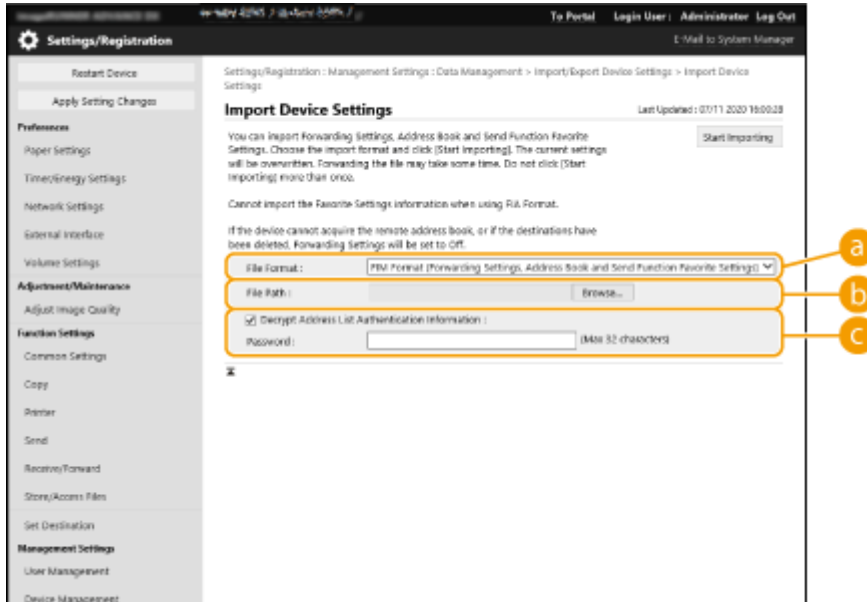 To Portal Login User: Administrator Log Out
Settings/Registration
E-Mail to System Manager
Restart Device
Apply Setting Changes
Preferences
Paper Settings
Timer/Energy Settings
Network Settings
External Interface
Volume Settings
Adjustment/Maintenance
Adjust Image Quality
Function Settings
Common Settings
Copy
Printer
Send
Receive/Forward
Store/Access Files
Set Destination
Management Settings
User Management
Device Management
Settings/Registration : Management Settings : Data Management > Import/Export Device Settings > Import Device
Settings
Import Device Settings
Last Updated : 07/11 2020 16:00:28
You can import Forwarding Settings, Address Book and Send Function Favorite
Settings. Choose the import format and click [Start Importing]. The current settings
will be overwritten. Forwarding the file may take some time. Do not click [Start
Importing] more than once.
Start Importing
Cannot import the Favorite Settings information when using FIA Format.
If the device cannot acquire the remote address book, or if the destinations have
been deleted, Forwarding Settings will be set to Off.
File Format : FIM Format (Forwarding Settings, Address Book and Send Function Favorite Settings)
a
File Path : Browse...
b
Decrypt Address List Authentication Information :
Password : (Max 32 characters)
c